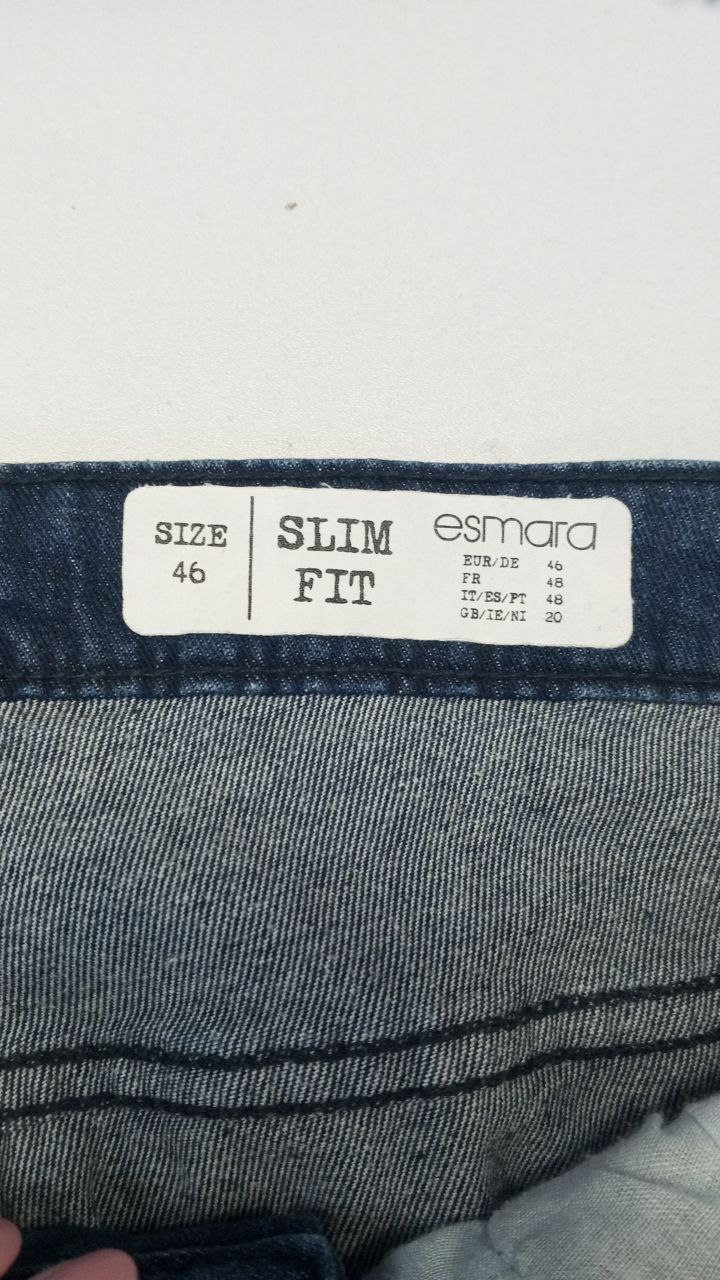 SIZE
46
SLIM
FIT
esmara
EUR/DE 46
FR 48
IT/ES/PT 48
GB/IE/NI 20